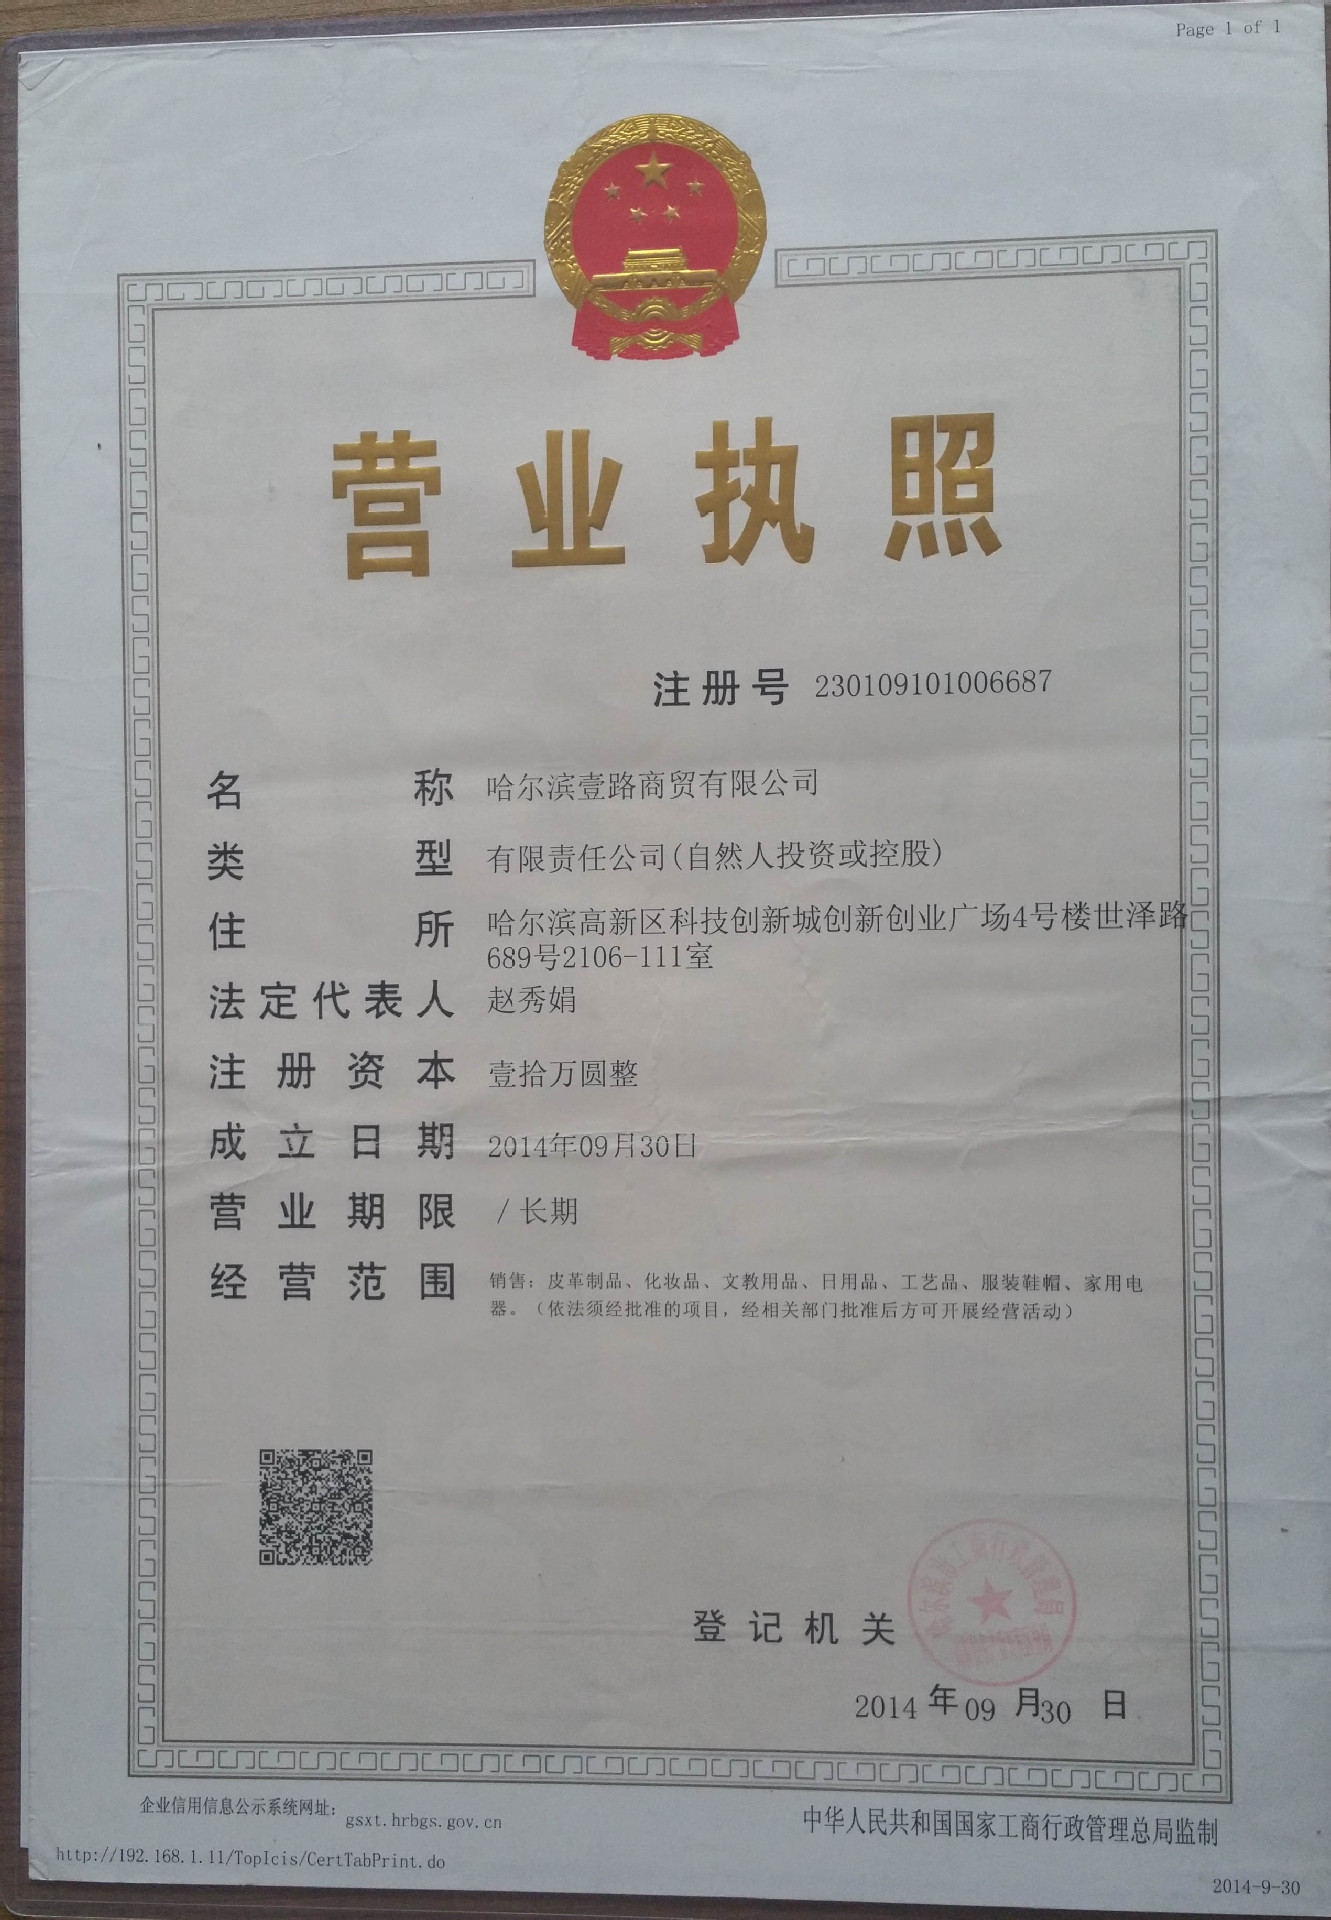 Page 1 of 1
营业执照
注册号 230109101006687
名称 哈尔滨壹路商贸有限公司
类型 有限责任公司(自然人投资或控股)
住所 哈尔滨高新区科技创新城创新创业广场4号楼世泽路
689号2106-111室
法定代表人 赵秀娟
注册资本 壹拾万圆整
成立日期 2014年09月30日
营业期限 / 长期
经营范围 销售：皮革制品、化妆品、文教用品、日用品、工艺品、服装鞋帽、家用电
器。（依法须经批准的项目，经相关部门批准后方可开展经营活动）
登记机关
2014 年 09 月 30 日
企业信用信息公示系统网址： gsxt.hrbgs.gov.cn
中华人民共和国国家工商行政管理总局监制
http://192.168.1.11/TopIcis/CertTabPrint.do
2014-9-30